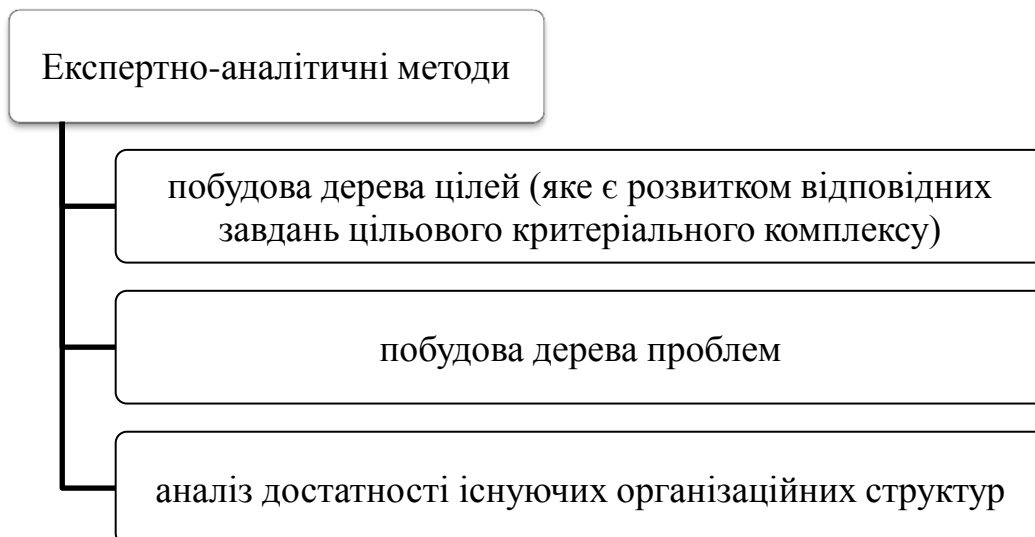 Експертно-аналітичні методи
побудова дерева цілей (яке є розвитком відповідних
завдань цільового критеріального комплексу)
побудова дерева проблем
аналіз достатності існуючих організаційних структур